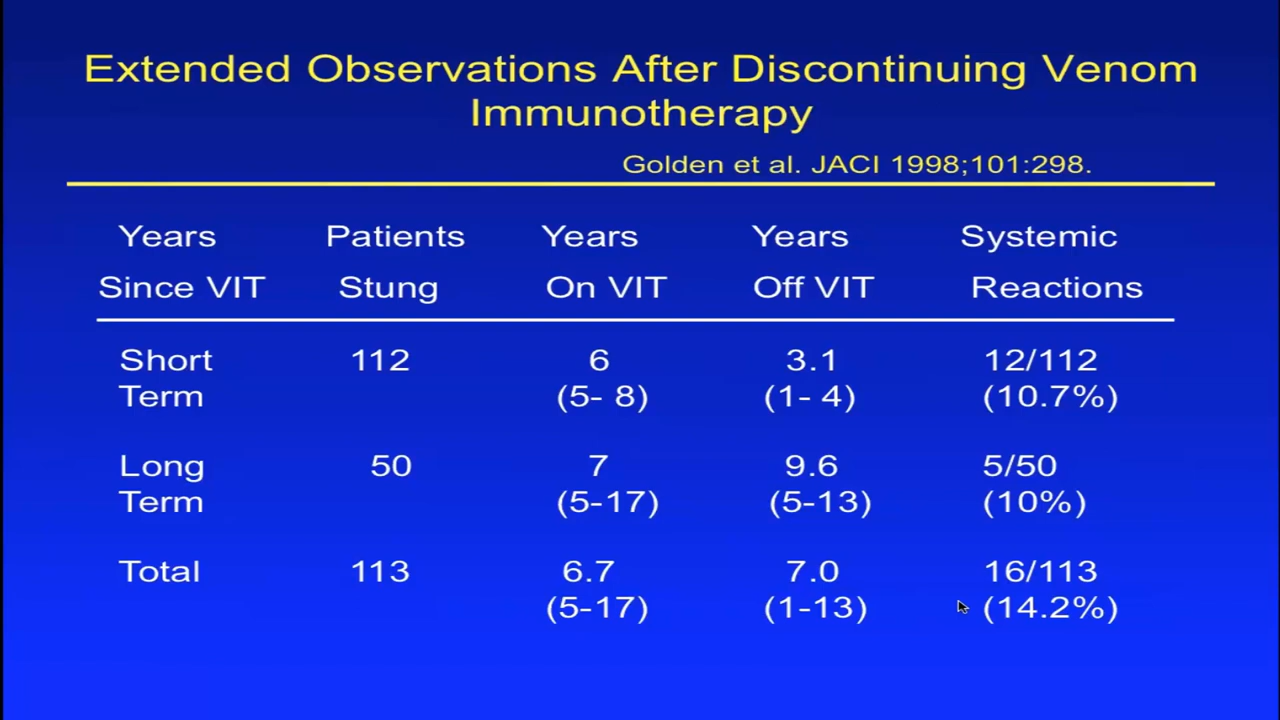 Extended Observations After Discontinuing Venom
Immunotherapy
Golden et al. JACI 1998;101:298.
Years Patients Years Years Systemic
Since VIT Stung On VIT Off VIT Reactions
Short 112 6 3.1 12/112
Term (5- 8) (1- 4) (10.7%)
Long 50 7 9.6 5/50
Term (5-17) (5-13) (10%)
Total 113 6.7 7.0 16/113
(5-17) (1-13) (14.2%)